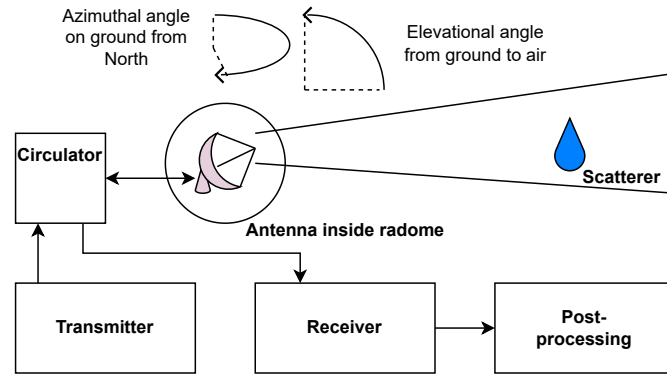 Azimuthal angle
on ground from
North
Elevational angle
from ground to air
Circulator
Scatterer
Antenna inside radome
Transmitter
Receiver
Post-
processing